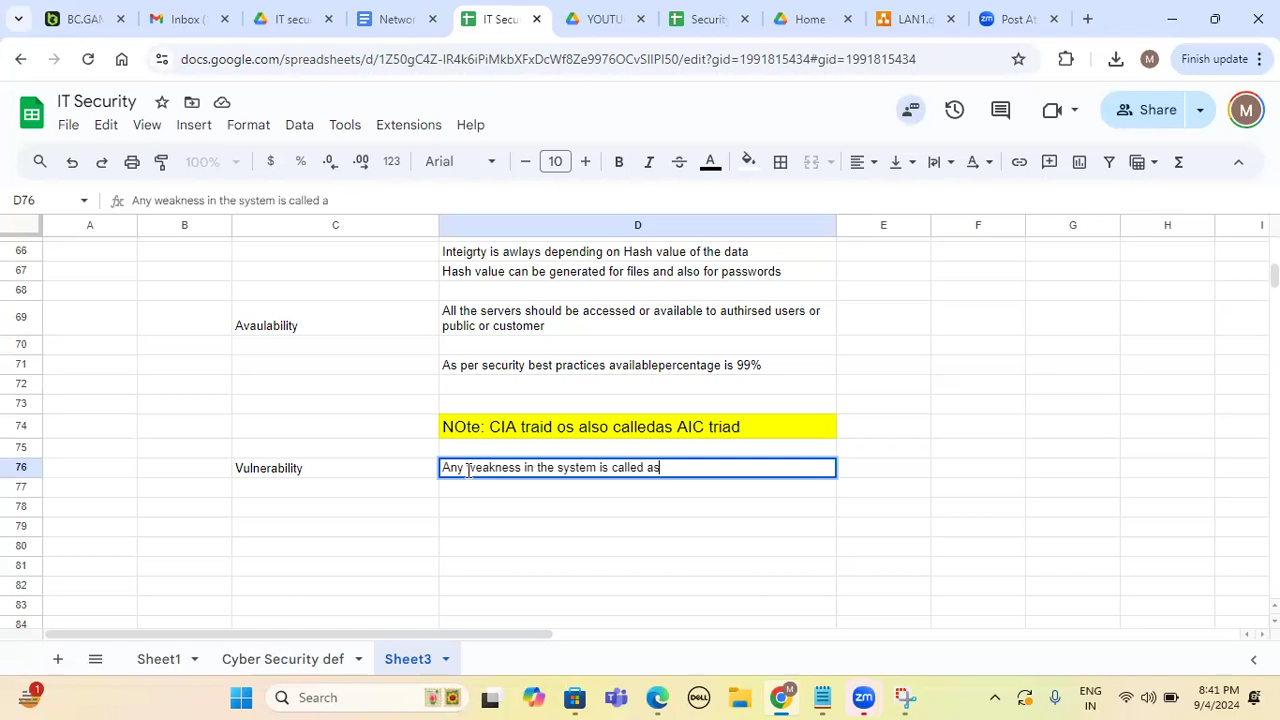 BC.GA
Inbox
IT secu
Netwo
IT Secu
YOUTU
Securit
Home
LAN1.
Post At
docs.google.com/spreadsheets/d/1Z50gC4Z-IR4k6iPiMkbXFxDcWf8Ze9976OCvSIIPI50/edit?gid=1991815434#gid=1991815434
M
Finish update
IT Security
File Edit View Insert Format Data Tools Extensions Help
Share
M
100% $ % .0 .00 123 Arial 10 B I A
D76 fx Any weakness in the system is called a
A B C D E F G H I
66 Inteigrty is awlays depending on Hash value of the data
67 Hash value can be generated for files and also for passwords
68
69 Avaulability All the servers should be accessed or available to authirsed users or
public or customer
70
71 As per security best practices availablepercentage is 99%
72
73
74 NOte: CIA traid os also calledas AIC triad
75
76 Vulnerability Any weakness in the system is called as
77
78
79
80
81
82
83
84
Sheet1 Cyber Security def Sheet3
1
Search
DELL
zm
ENG
IN
8:41 PM
9/4/2024